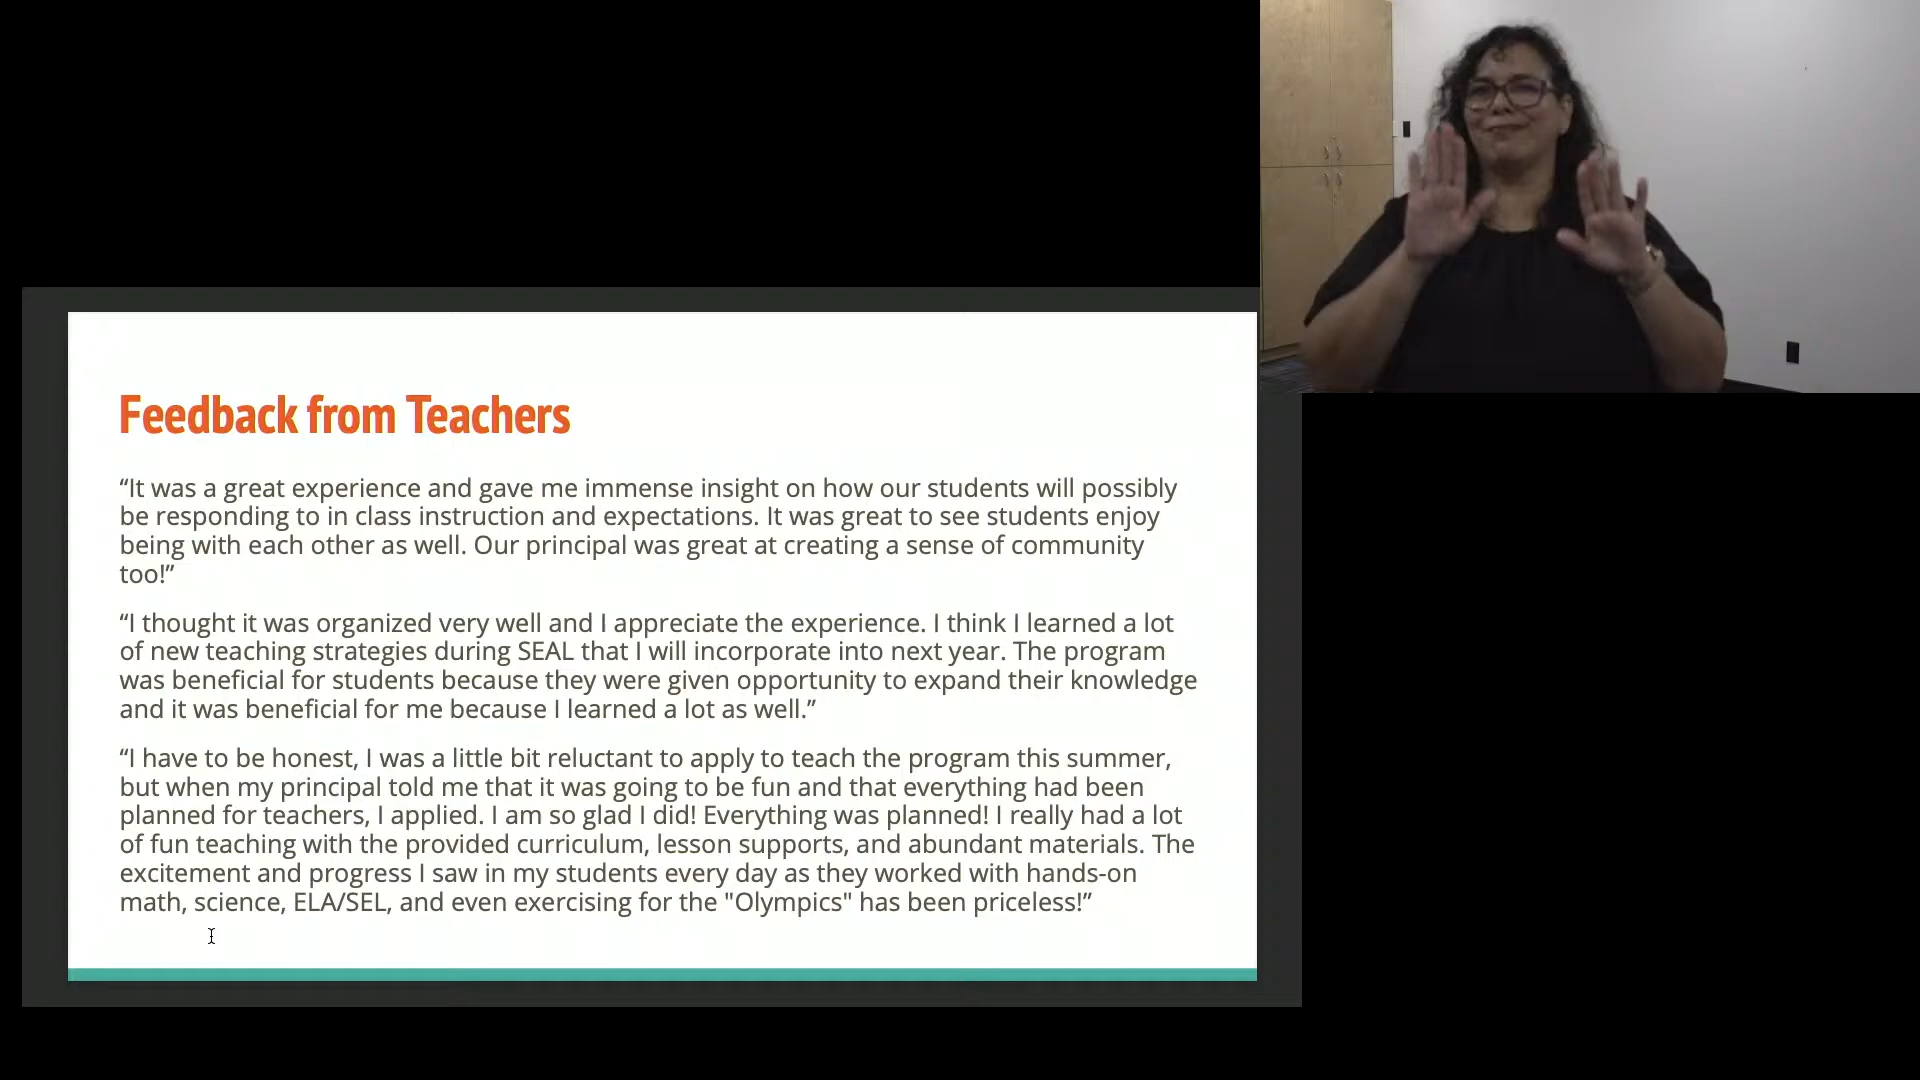 Feedback from Teachers
“It was a great experience and gave me immense insight on how our students will possibly
be responding to in class instruction and expectations. It was great to see students enjoy
being with each other as well. Our principal was great at creating a sense of community
too!”
“I thought it was organized very well and I appreciate the experience. I think I learned a lot
of new teaching strategies during SEAL that I will incorporate into next year. The program
was beneficial for students because they were given opportunity to expand their knowledge
and it was beneficial for me because I learned a lot as well.”
“I have to be honest, I was a little bit reluctant to apply to teach the program this summer,
but when my principal told me that it was going to be fun and that everything had been
planned for teachers, I applied. I am so glad I did! Everything was planned! I really had a lot
of fun teaching with the provided curriculum, lesson supports, and abundant materials. The
excitement and progress I saw in my students every day as they worked with hands-on
math, science, ELA/SEL, and even exercising for the "Olympics" has been priceless!”